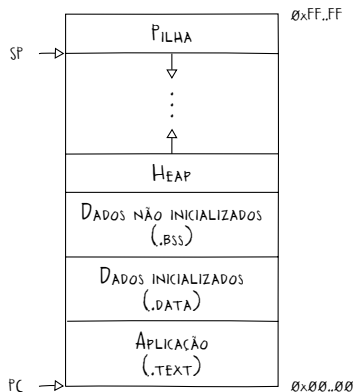 0xFF..FF
Pilha
SP
Heap
Dados não inicializados
(.bss)
Dados inicializados
(.data)
Aplicação
(.text)
PC
0x00..00